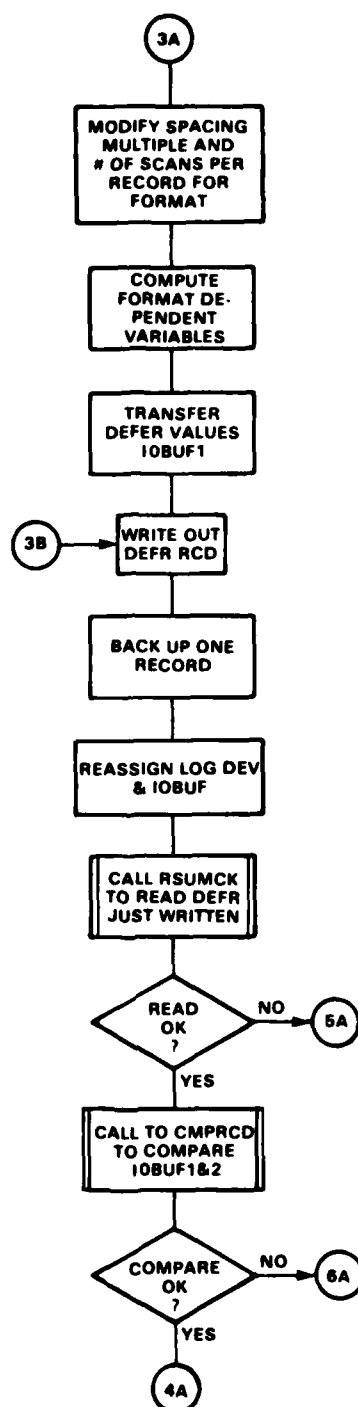 3A
MODIFY SPACING
MULTIPLE AND
# OF SCANS PER
RECORD FOR
FORMAT
COMPUTE
FORMAT DE-
PENDENT
VARIABLES
TRANSFER
DEFER VALUES
IOBUF1
3B
WRITE OUT
DEFR RCD
BACK UP ONE
RECORD
REASSIGN LOG DEV
& IOBUF
CALL RSUMCK
TO READ DEFR
JUST WRITTEN
READ
OK
?
NO
5A
YES
CALL TO CMPRCD
TO COMPARE
IOBUF1&2
COMPARE
OK
?
NO
6A
YES
4A